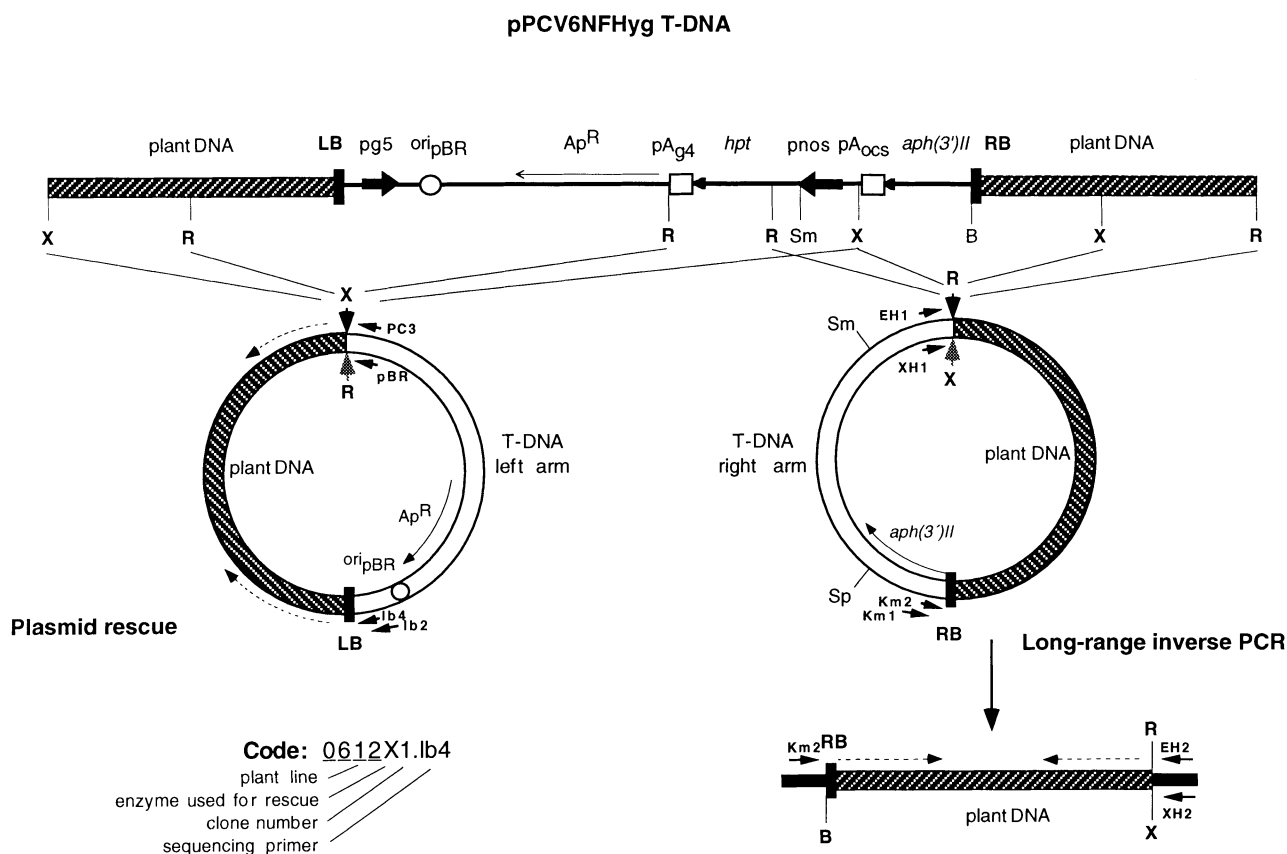 pPCV6NFHyg T-DNA
plant DNA LB pg5 oripBR ApR pAg4 hpt pnos pAocs aph(3')II RB plant DNA
X R R R Sm X B X R
X R
PC3 Sm EH1
pBR XH1
R X
plant DNA T-DNA left arm T-DNA right arm plant DNA
ApR aph(3´)II
oripBR Sp
lb4 Km2
lb2 Km1
LB RB
Plasmid rescue Long-range inverse PCR
Code: 0612X1.lb4
plant line
enzyme used for rescue
clone number
sequencing primer
Km2 RB R EH2
plant DNA XH2
B X